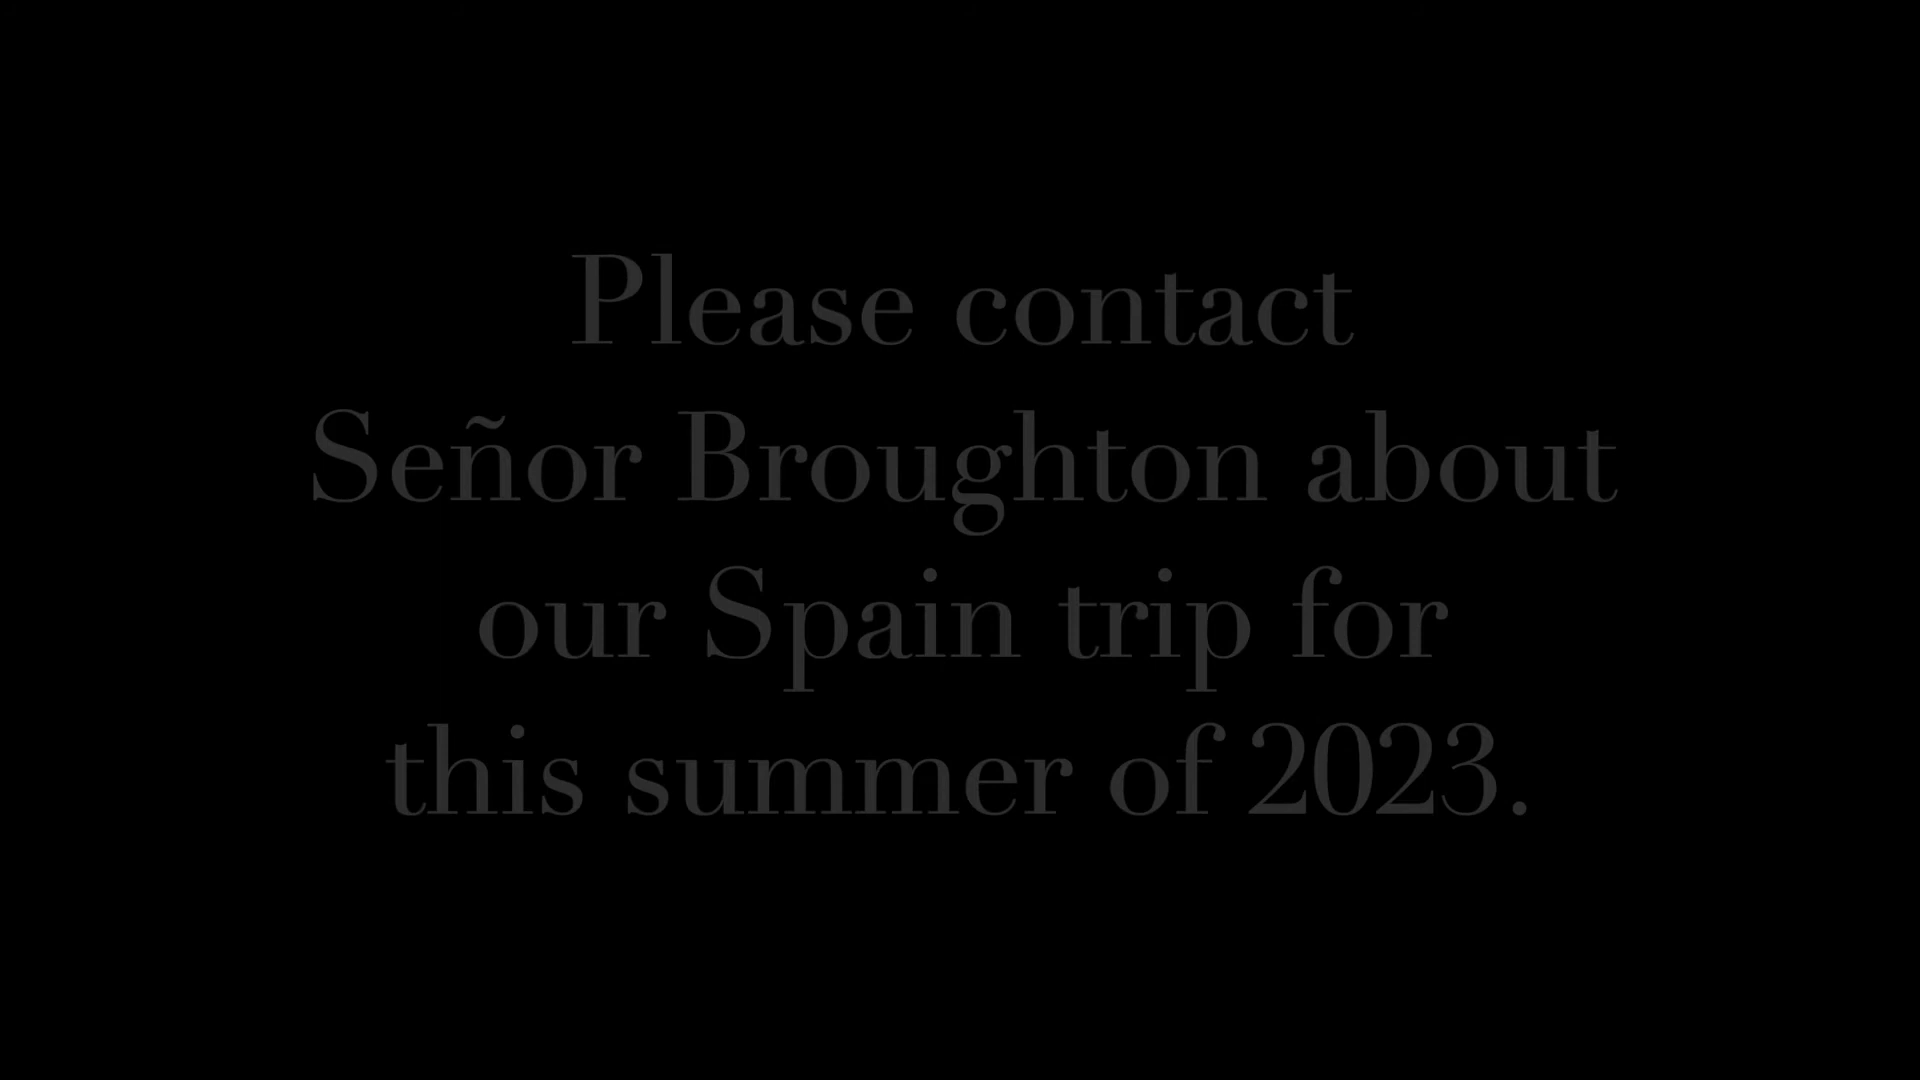 Please contact
Señor Broughton about
our Spain trip for
this summer of 2023.